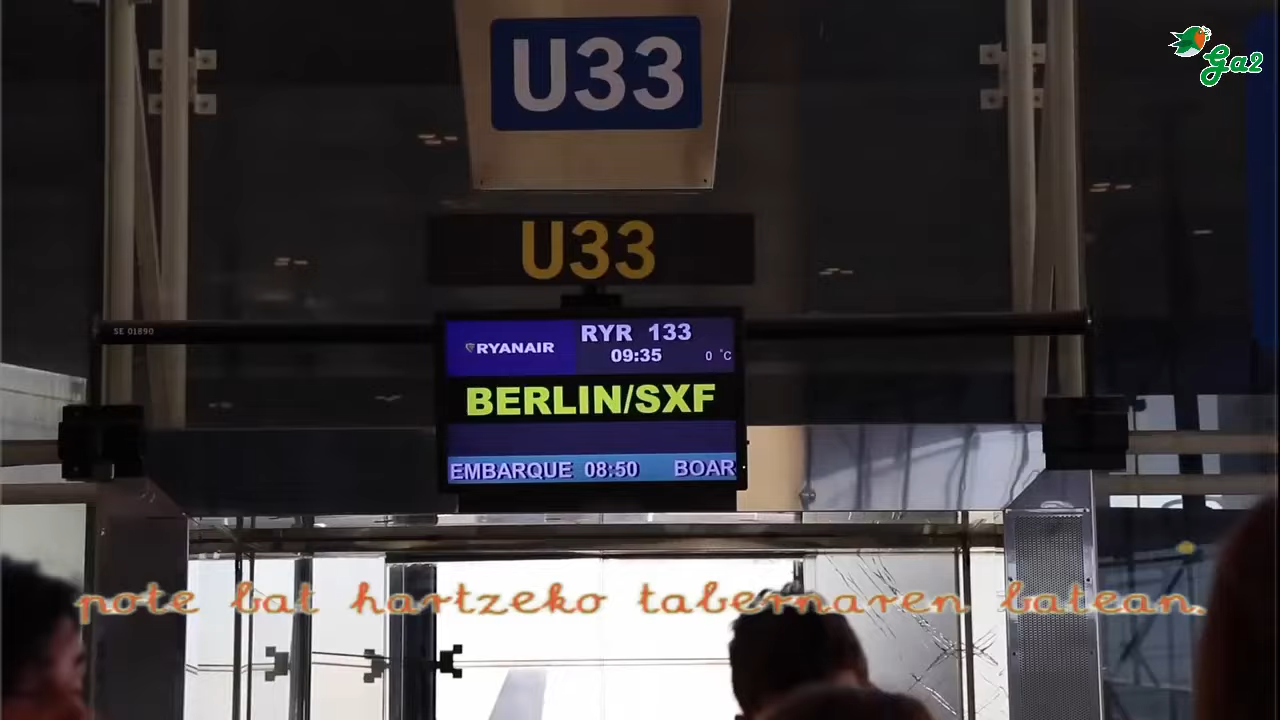 U33
Ga2
U33
SE 01890
RYANAIR
RYR 133
09:35
0 °C
BERLIN/SXF
EMBARQUE 08:50 BOAR
pote bat hartzeko tabernaren batean.